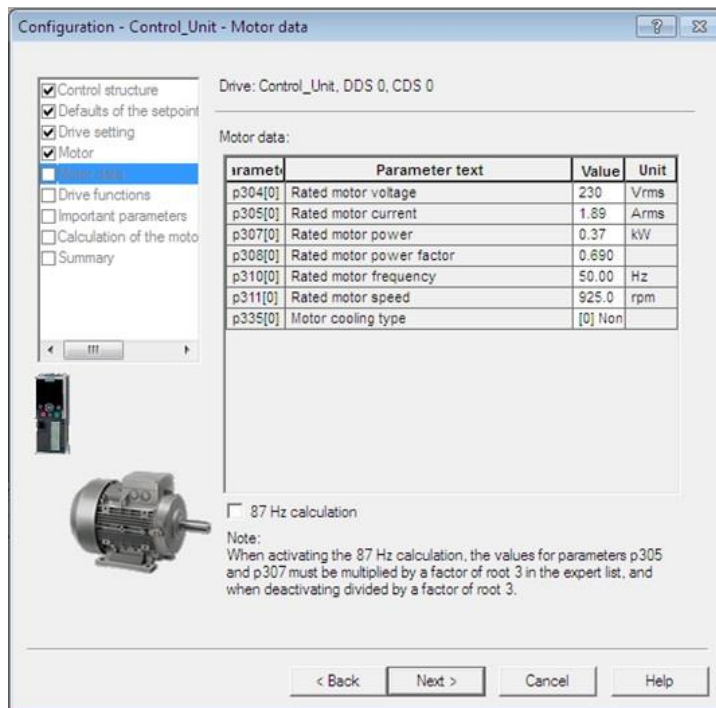 Configuration - Control_Unit - Motor data
Control structure
Defaults of the setpoint
Drive setting
Motor
Motor data
Drive functions
Important parameters
Calculation of the moto
Summary
Drive: Control_Unit, DDS 0, CDS 0
Motor data:
aramete Parameter text Value Unit
p304[0] Rated motor voltage 230 Vrms
p305[0] Rated motor current 1.89 Arms
p307[0] Rated motor power 0.37 kW
p308[0] Rated motor power factor 0.690
p310[0] Rated motor frequency 50.00 Hz
p311[0] Rated motor speed 925.0 rpm
p335[0] Motor cooling type [0] Non
87 Hz calculation
Note:
When activating the 87 Hz calculation, the values for parameters p305
and p307 must be multiplied by a factor of root 3 in the expert list, and
when deactivating divided by a factor of root 3.
< Back Next > Cancel Help